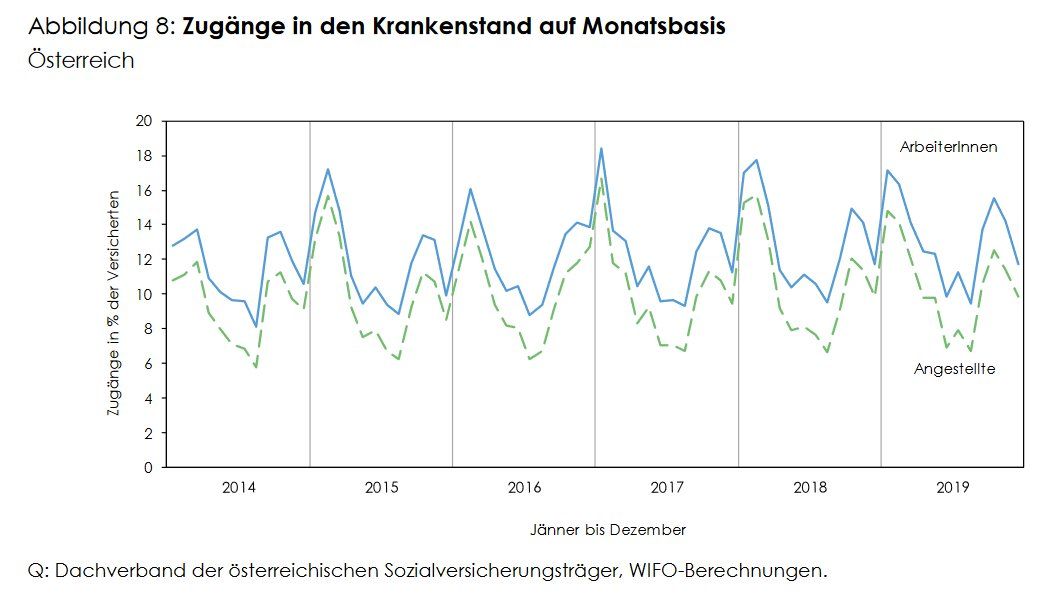 Abbildung 8: Zugänge in den Krankenstand auf Monatsbasis
Österreich
Zugänge in % der Versicherten
20
18
16
14
12
10
8
6
4
2
0
ArbeiterInnen
Angestellte
2014 2015 2016 2017 2018 2019
Jänner bis Dezember
Q: Dachverband der österreichischen Sozialversicherungsträger, WIFO-Berechnungen.